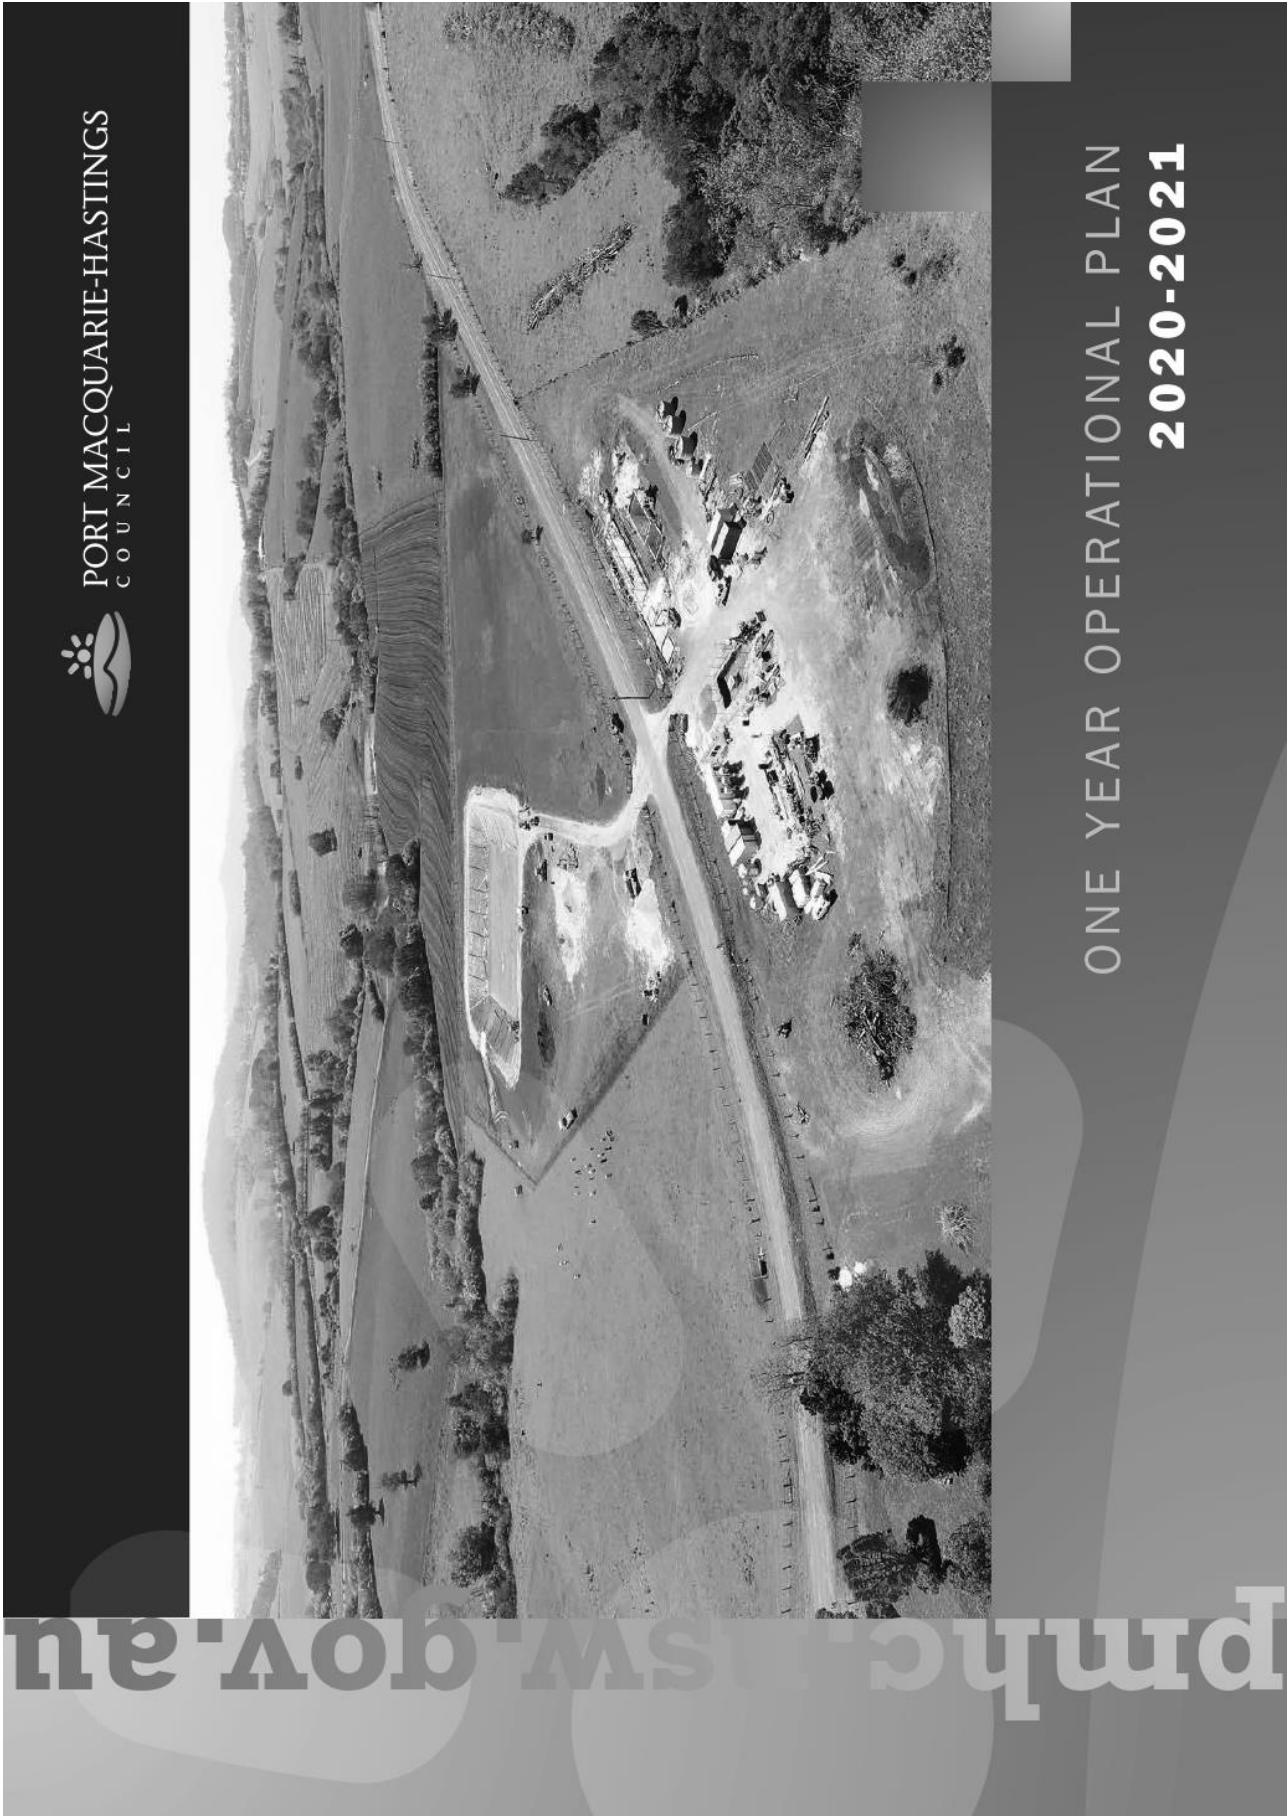 PORT MACQUARIE-HASTINGS
COUNCIL
ONE YEAR OPERATIONAL PLAN
2020-2021
pmhc.nsw.gov.au